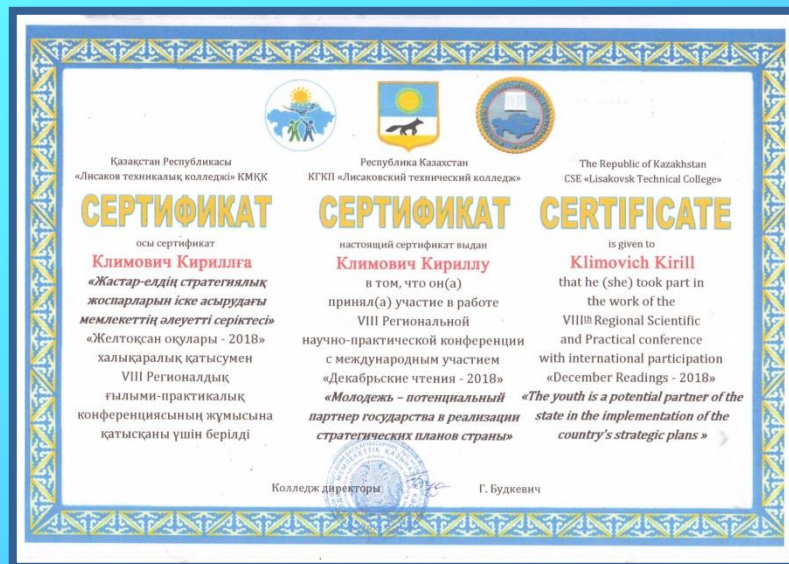 Қазақстан Республикасы
«Лисаков техникалық колледжі» КМҚК
СЕРТИФИКАТ
осы сертификат
Климович Кириллға
«Жастар-елдің стратегиялық
жоспарларын іске асырудағы
мемлекеттің әлеуетті серіктесі»
«Желтоқсан оқулары - 2018»
халықаралық қатысумен
VIII Регионалдық
ғылыми-практикалық
конференциясының жұмысына
қатысқаны үшін берілді
Республика Казахстан
КГКП «Лисаковский технический колледж»
СЕРТИФИКАТ
настоящий сертификат выдан
Климович Кириллу
в том, что он(а)
принял(а) участие в работе
VIII Региональной
научно-практической конференции
с международным участием
«Декабрьские чтения - 2018»
«Молодежь – потенциальный
партнер государства в реализации
стратегических планов страны»
The Republic of Kazakhstan
CSE «Lisakovsk Technical College»
CERTIFICATE
is given to
Klimovich Kirill
that he (she) took part in
the work of the
VIIIth Regional Scientific
and Practical conference
with international participation
«December Readings - 2018»
«The youth is a potential partner of the
state in the implementation of the
country's strategic plans »
Колледж директоры
Г. Будкевич